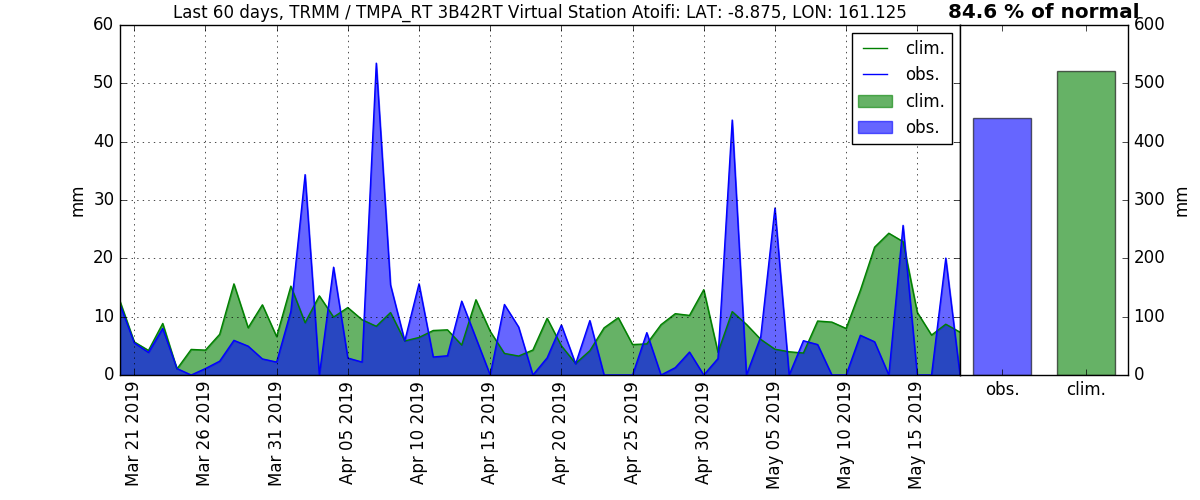 Last 60 days, TRMM / TMPA_RT 3B42RT Virtual Station Atoifi: LAT: -8.875, LON: 161.125
84.6 % of normal
60
50
40
30
20
10
0
mm
clim.
obs.
clim.
obs.
600
500
400
300
200
100
0
mm
Mar 21 2019
Mar 26 2019
Mar 31 2019
Apr 05 2019
Apr 10 2019
Apr 15 2019
Apr 20 2019
Apr 25 2019
Apr 30 2019
May 05 2019
May 10 2019
May 15 2019
obs.
clim.